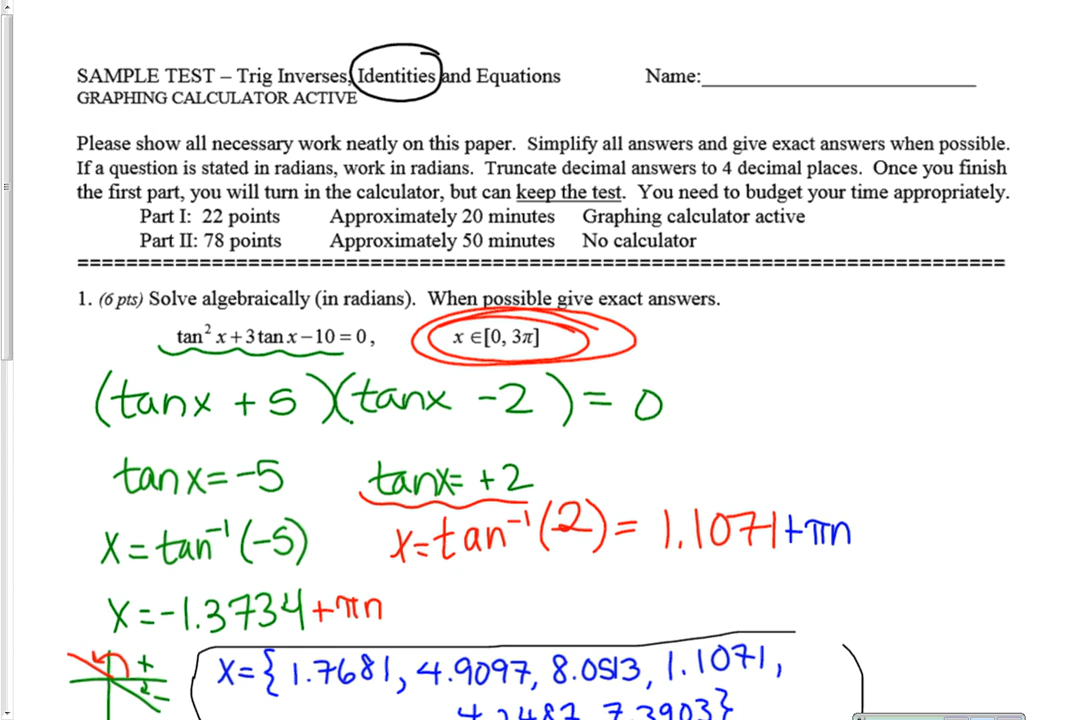 SAMPLE TEST – Trig Inverses, Identities and Equations Name:
GRAPHING CALCULATOR ACTIVE
Please show all necessary work neatly on this paper. Simplify all answers and give exact answers when possible.
If a question is stated in radians, work in radians. Truncate decimal answers to 4 decimal places. Once you finish
the first part, you will turn in the calculator, but can keep the test. You need to budget your time appropriately.
Part I: 22 points Approximately 20 minutes Graphing calculator active
Part II: 78 points Approximately 50 minutes No calculator
1. (6 pts) Solve algebraically (in radians). When possible give exact answers.
tan² x + 3 tan x − 10 = 0, x ∈[0, 3π]
(tanx + 5)(tanx - 2) = 0
tanx = -5 tanx = +2
x = tan⁻¹(-5) x = tan⁻¹(2) = 1.1071 + πn
x = -1.3734 + πn
x = { 1.7681, 4.9097, 8.0513, 1.1071,
7.3903}